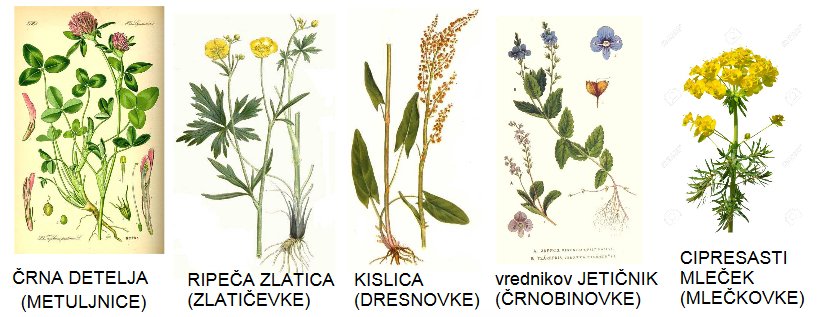 ČRNA DETELJA
(METULJNICE)
RIPEČA ZLATICA
(ZLATIČEVKE)
KISLICA
(DRESNOVKE)
vrednikov JETIČNIK
(ČRNOBINOVKE)
CIPRESASTI
MLEČEK
(MLEČKOVKE)